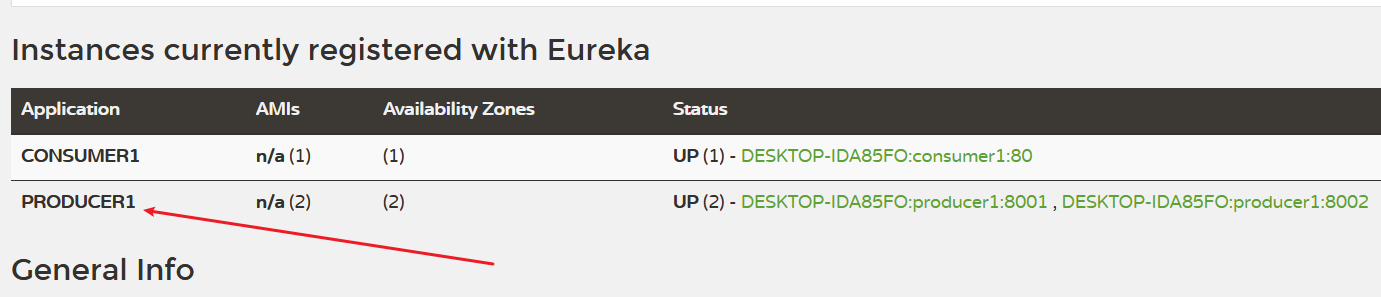 Instances currently registered with Eureka
Application AMIs Availability Zones Status
CONSUMER1 n/a (1) (1) UP (1) - DESKTOP-IDA85FO:consumer1:80
PRODUCER1 n/a (2) (2) UP (2) - DESKTOP-IDA85FO:producer1:8001 , DESKTOP-IDA85FO:producer1:8002
General Info